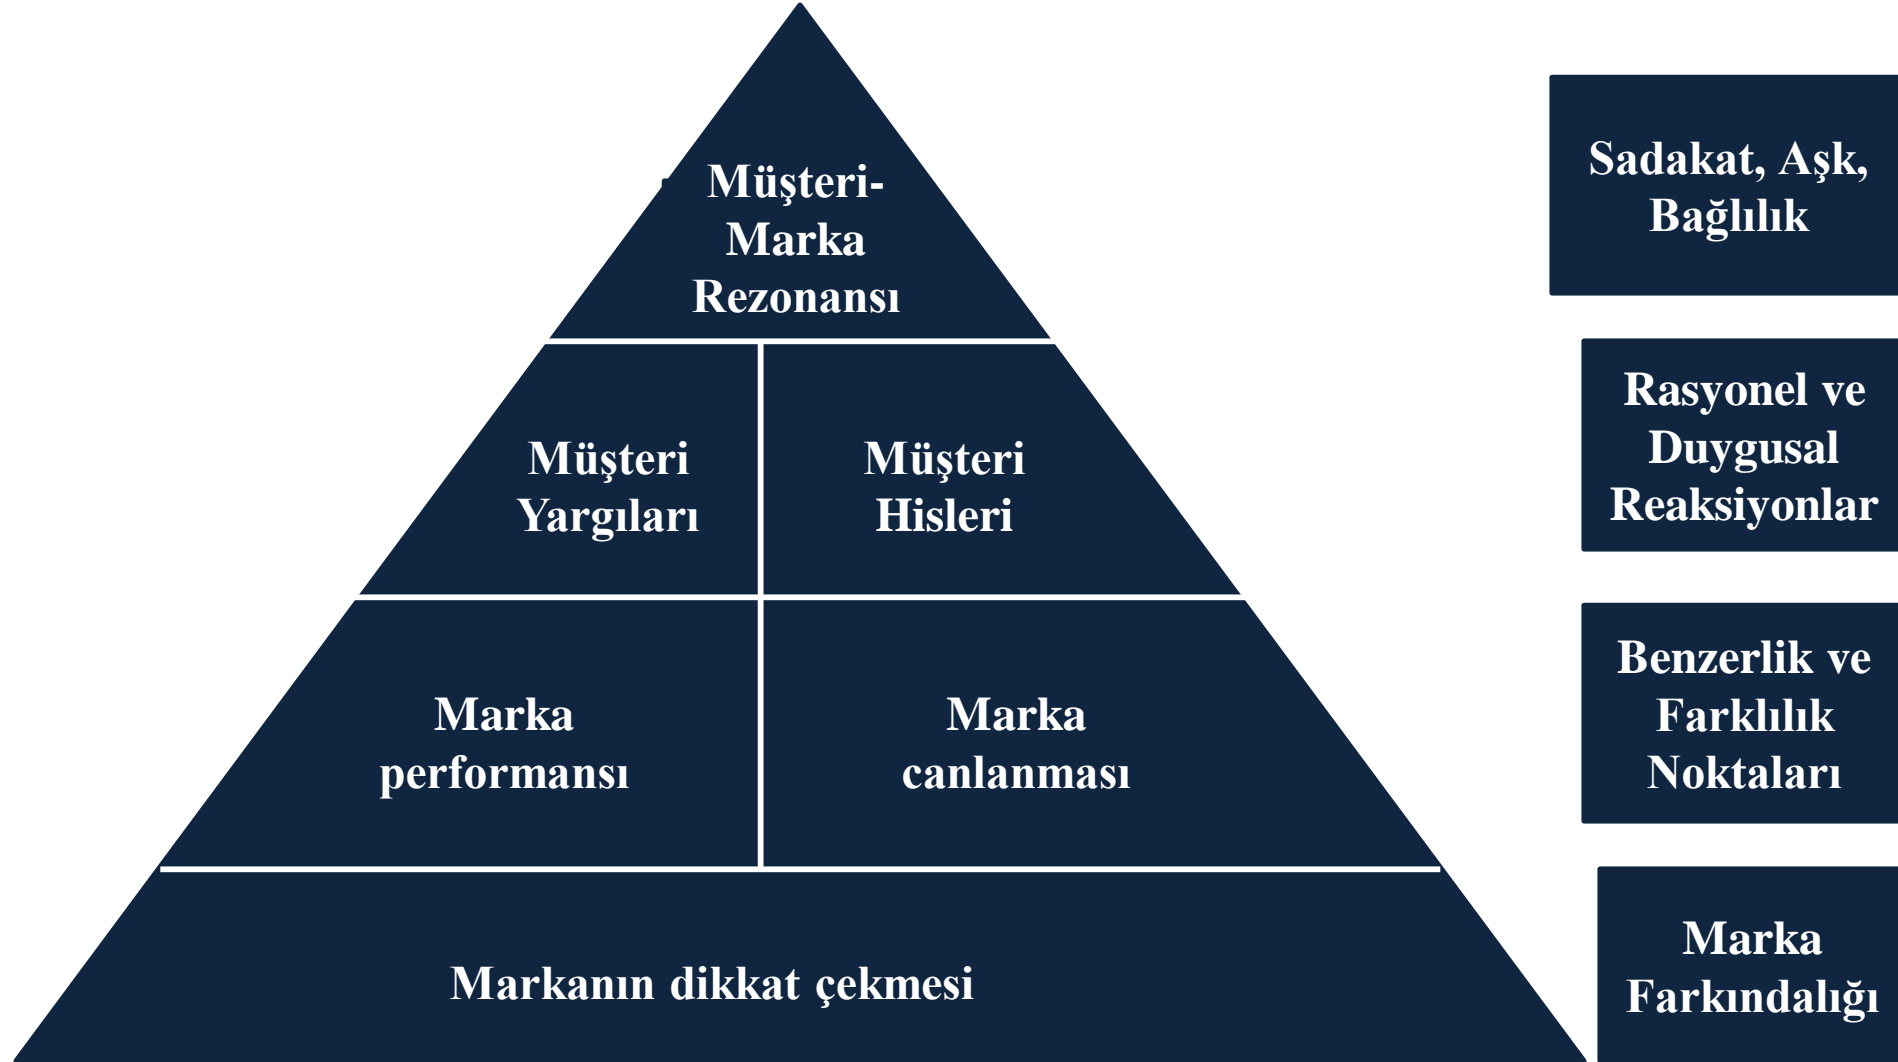 Müşteri-
Marka
Rezonansı
Sadakat, Aşk,
Bağlılık
Müşteri
Yargıları
Müşteri
Hisleri
Rasyonel ve
Duygusal
Reaksiyonlar
Marka
performansı
Marka
canlanması
Benzerlik ve
Farklılık
Noktaları
Markanın dikkat çekmesi
Marka
Farkındalığı